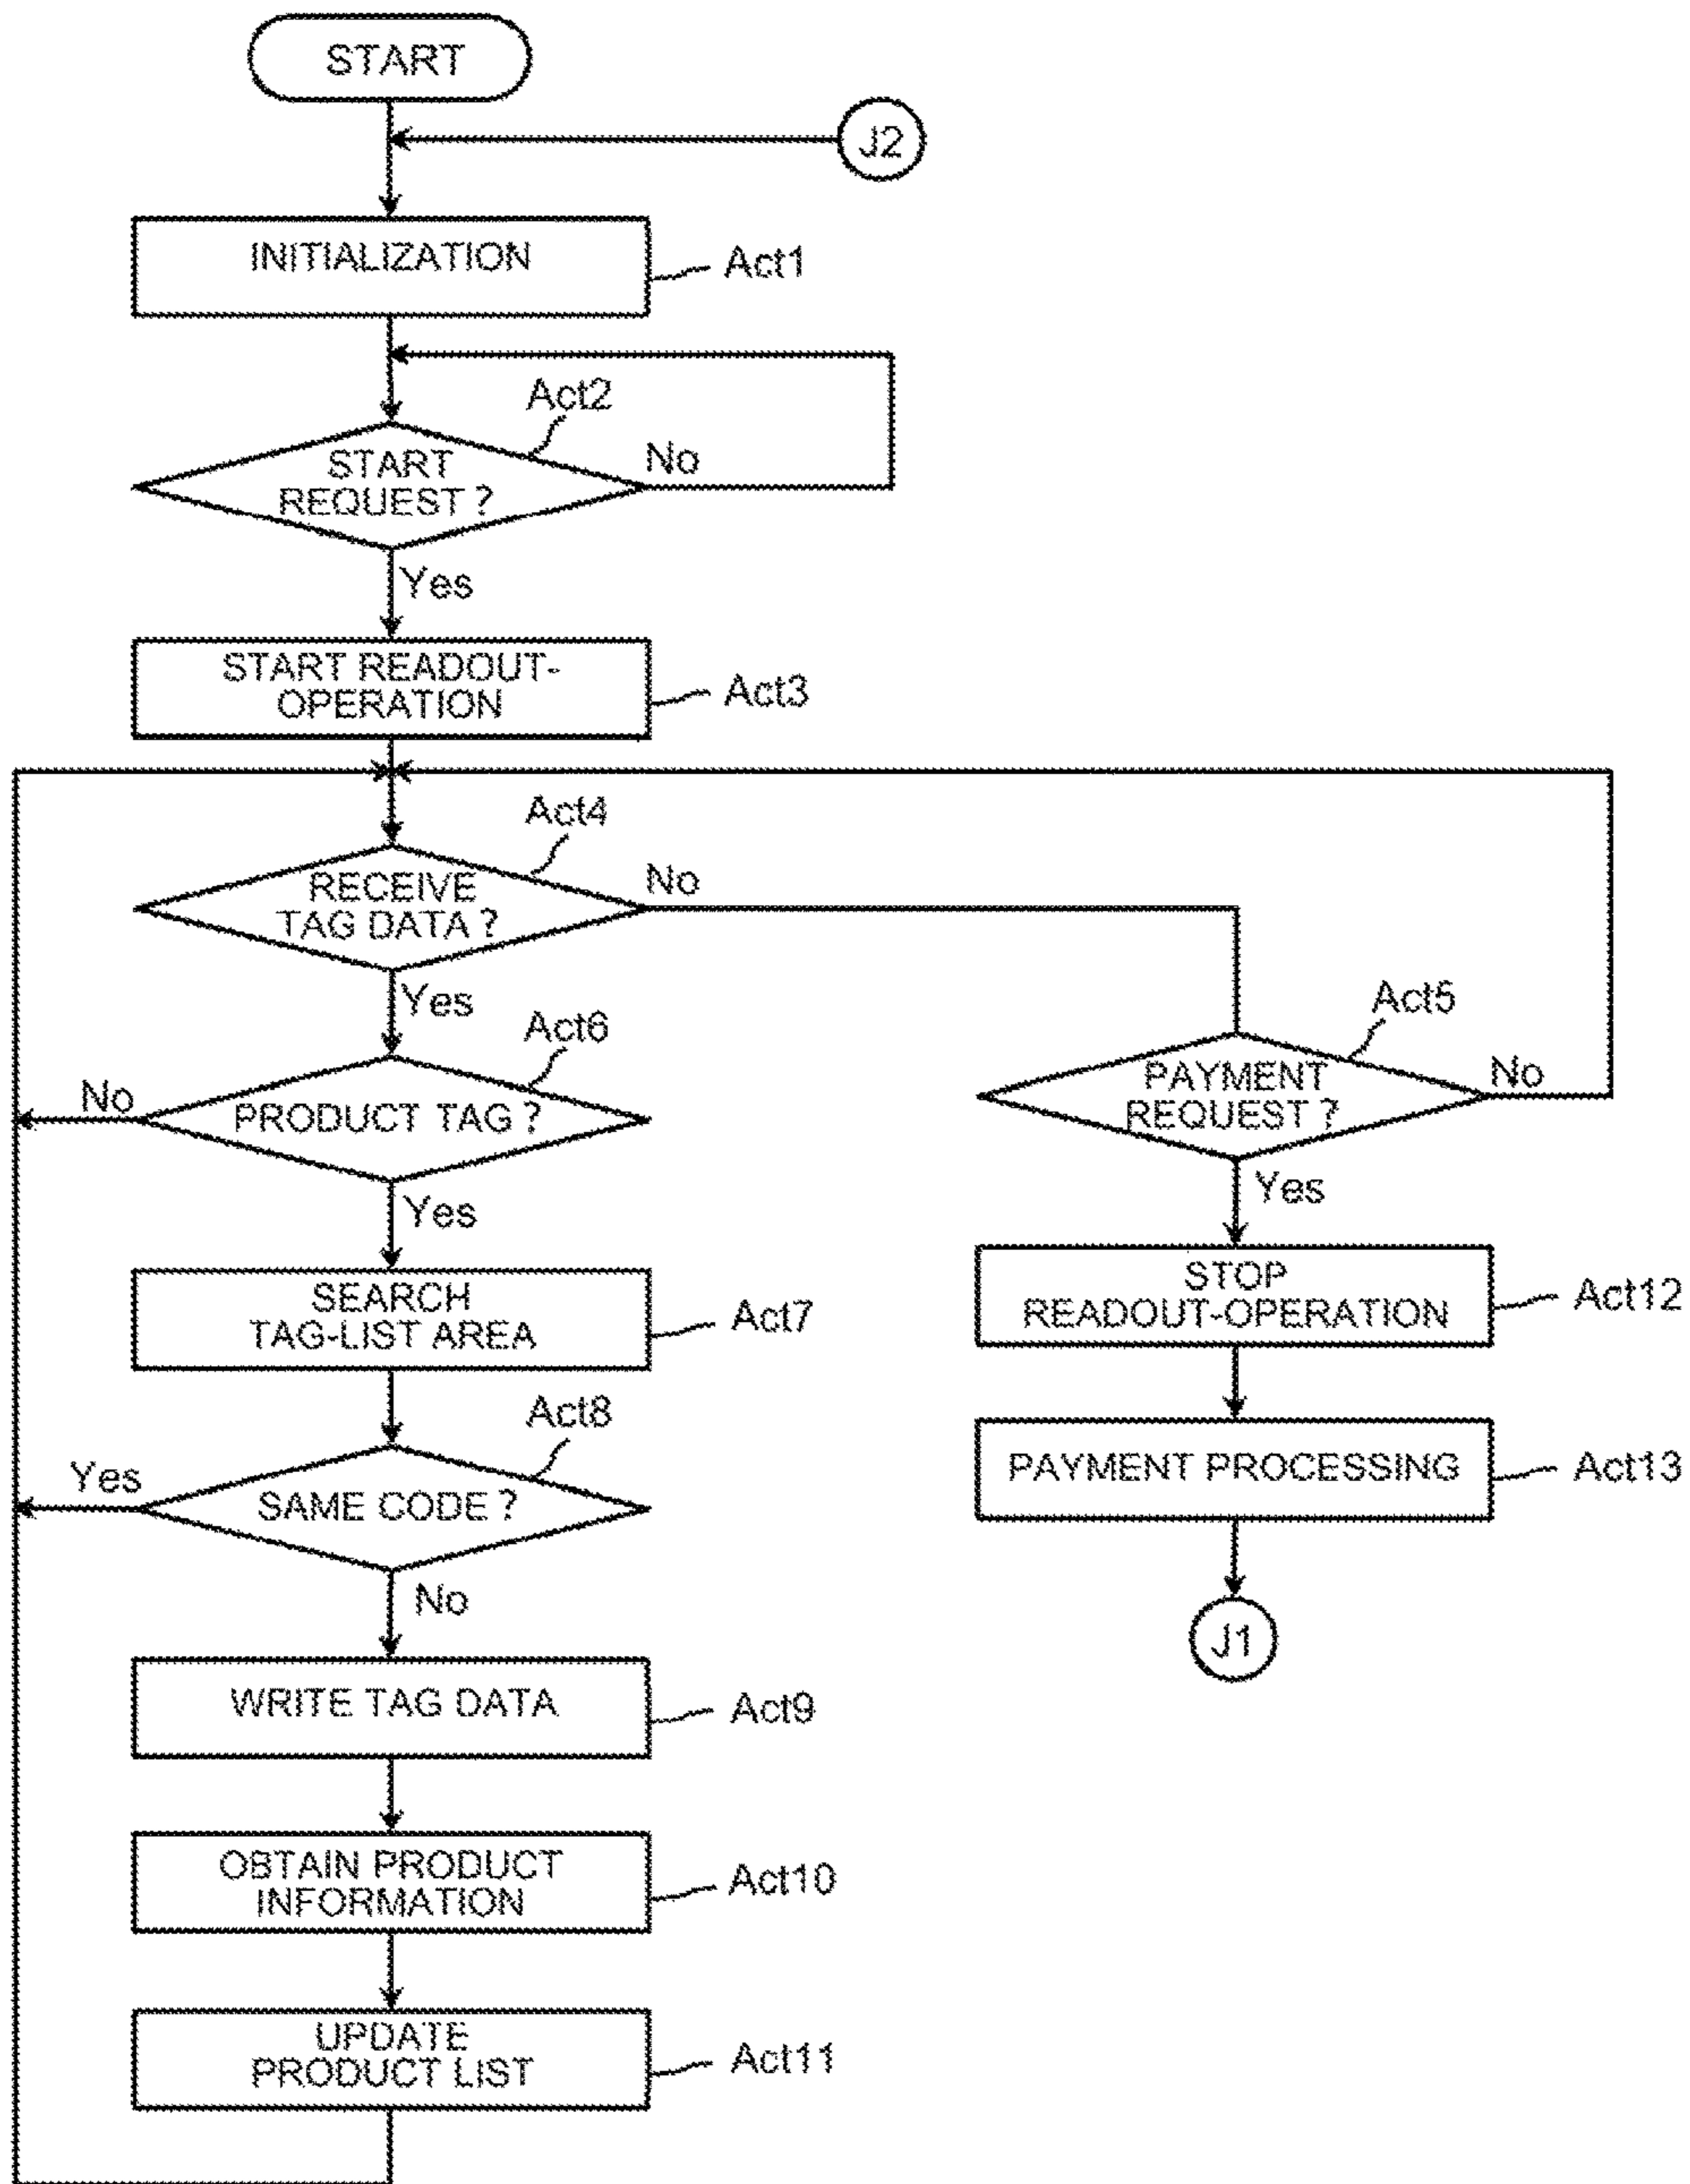 START
J2
INITIALIZATION
Act1
Act2
START
REQUEST ?
No
Yes
START READOUT-
OPERATION
Act3
Act4
RECEIVE
TAG DATA ?
No
Yes
Act5
PAYMENT
REQUEST ?
No
Yes
Act6
PRODUCT TAG ?
No
Yes
SEARCH
TAG-LIST AREA
Act7
STOP
READOUT-OPERATION
Act12
Act8
SAME CODE ?
Yes
No
PAYMENT PROCESSING
Act13
J1
WRITE TAG DATA
Act9
OBTAIN PRODUCT
INFORMATION
Act10
UPDATE
PRODUCT LIST
Act11